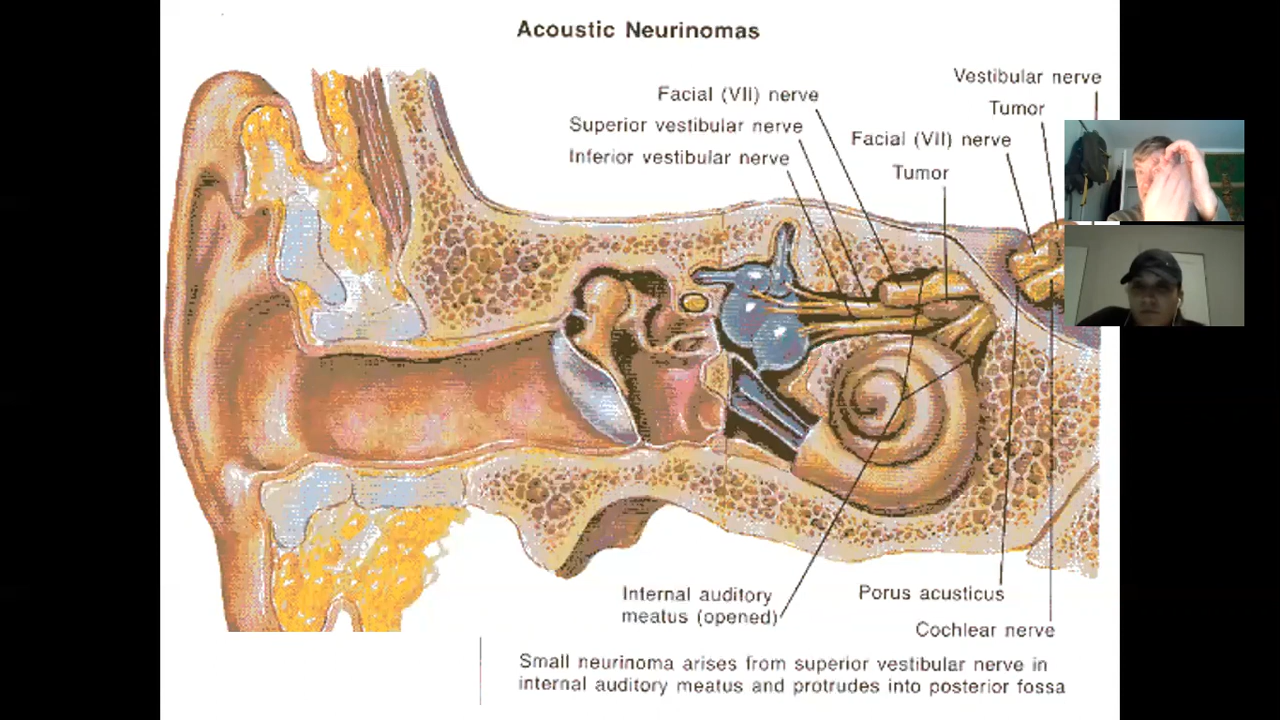 Acoustic Neurinomas
Vestibular nerve
Facial (VII) nerve
Tumor
Superior vestibular nerve
Facial (VII) nerve
Inferior vestibular nerve
Tumor
Internal auditory
meatus (opened)
Porus acusticus
Cochlear nerve
Small neurinoma arises from superior vestibular nerve in
internal auditory meatus and protrudes into posterior fossa